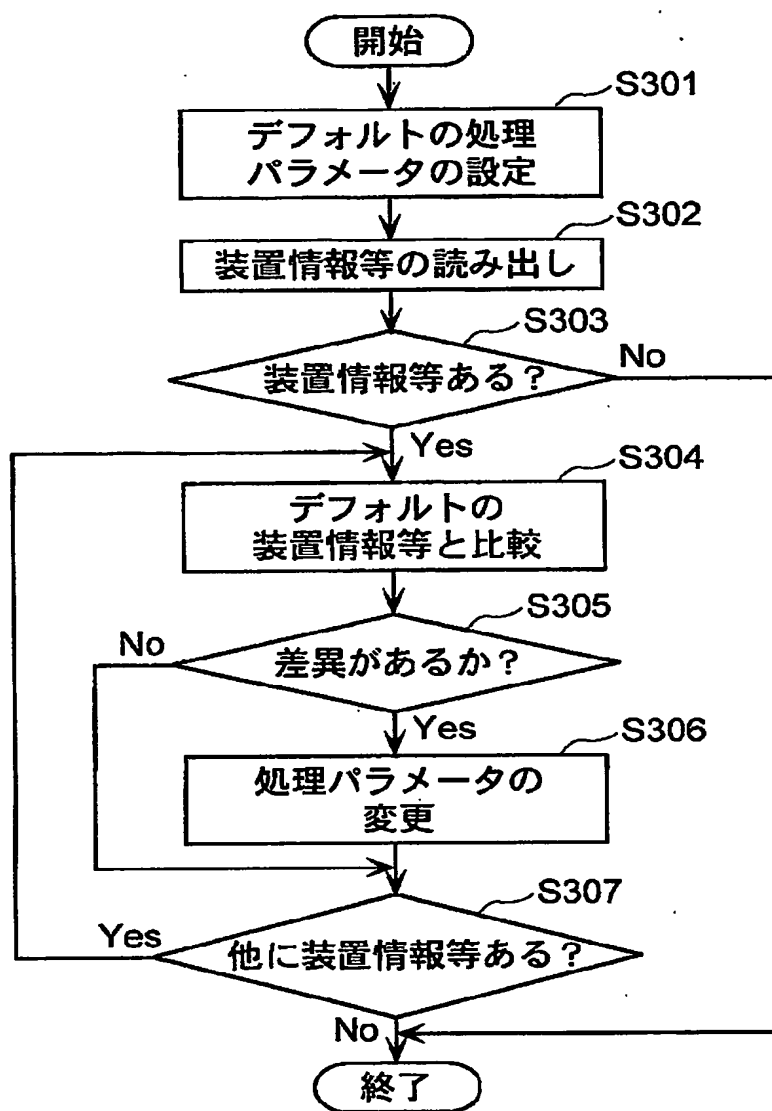 開始
S301
デフォルトの処理
パラメータの設定
S302
装置情報等の読み出し
S303
装置情報等ある?
No
Yes
S304
デフォルトの
装置情報等と比較
S305
No
差異があるか?
Yes
S306
処理パラメータの
変更
S307
Yes
他に装置情報等ある?
No
終了